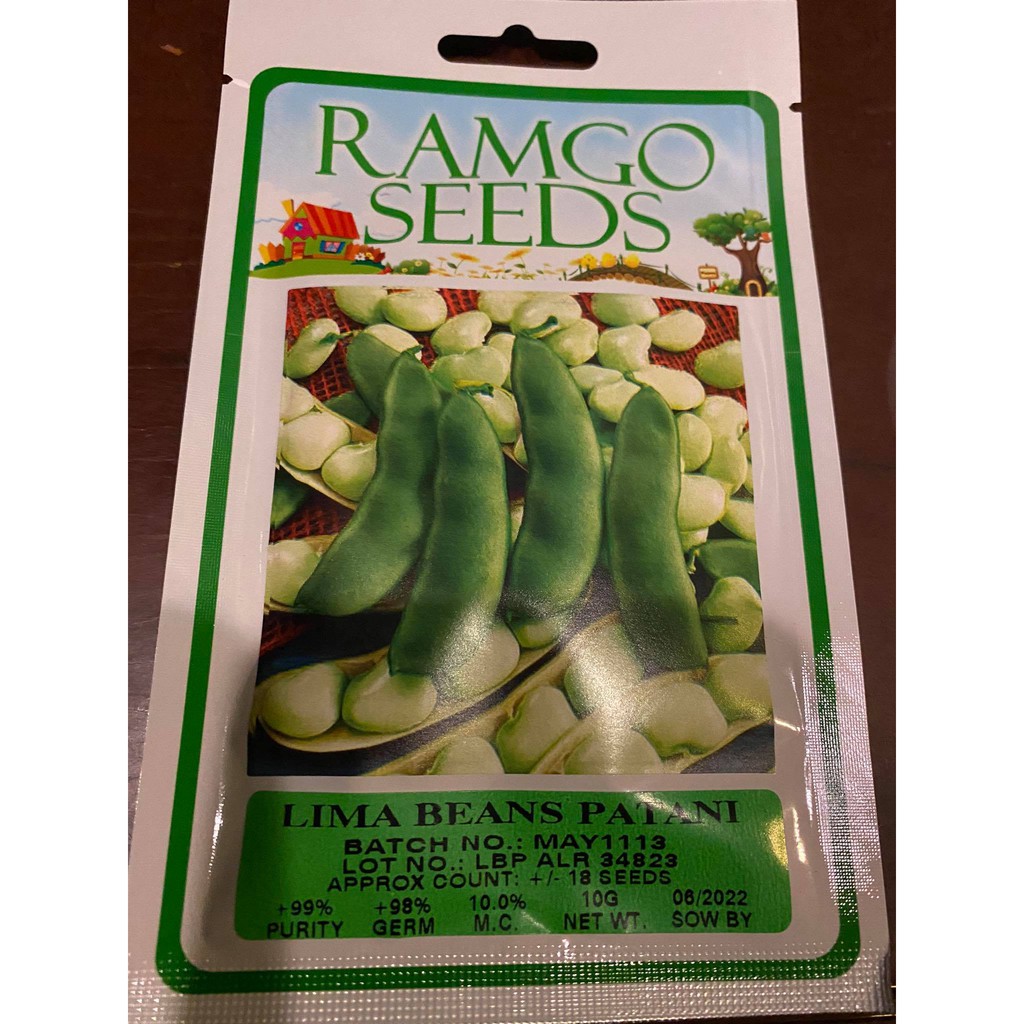 RAMGO
SEEDS
LIMA BEANS PATANI
BATCH NO.: MAY1113
LOT NO.: LBP ALR 34823
APPROX COUNT: +/- 18 SEEDS
+99% +98% 10.0% 10G 06/2022
PURITY GERM M.C. NET WT. SOW BY